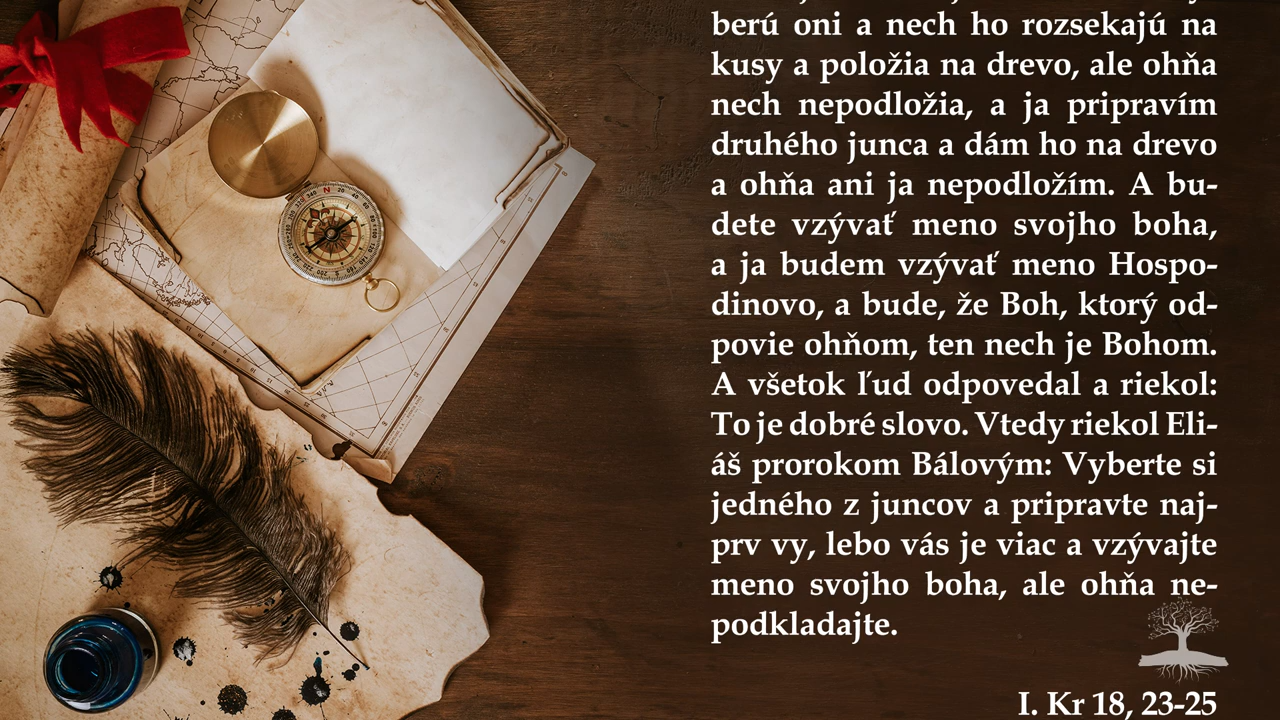 berú oni a nech ho rozsekajú na
kusy a položia na drevo, ale ohňa
nech nepodložia, a ja pripravím
druhého junca a dám ho na drevo
a ohňa ani ja nepodložím. A bu-
dete vzývať meno svojho boha,
a ja budem vzývať meno Hospo-
dinovo, a bude, že Boh, ktorý od-
povie ohňom, ten nech je Bohom.
A všetok ľud odpovedal a riekol:
To je dobré slovo. Vtedy riekol Eli-
áš prorokom Bálovým: Vyberte si
jedného z juncov a pripravte naj-
prv vy, lebo vás je viac a vzývajte
meno svojho boha, ale ohňa ne-
podkladajte.
I. Kr 18, 23-25